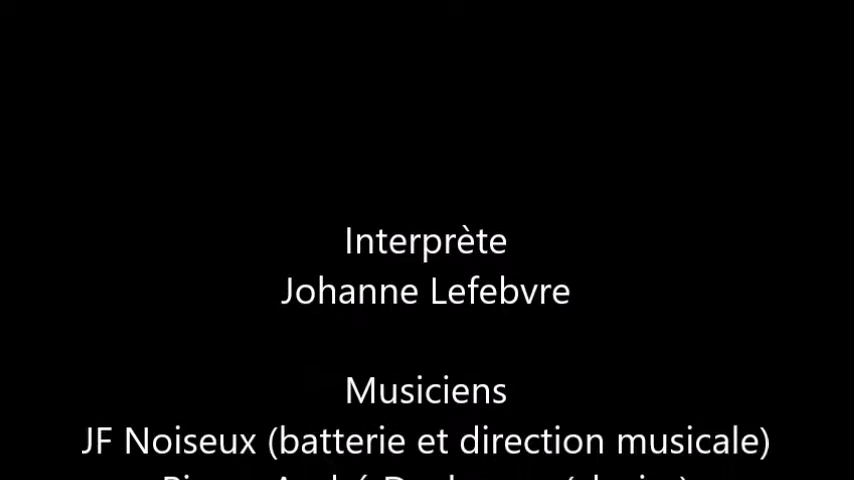 Interprète
Johanne Lefebvre
Musiciens
JF Noiseux (batterie et direction musicale)